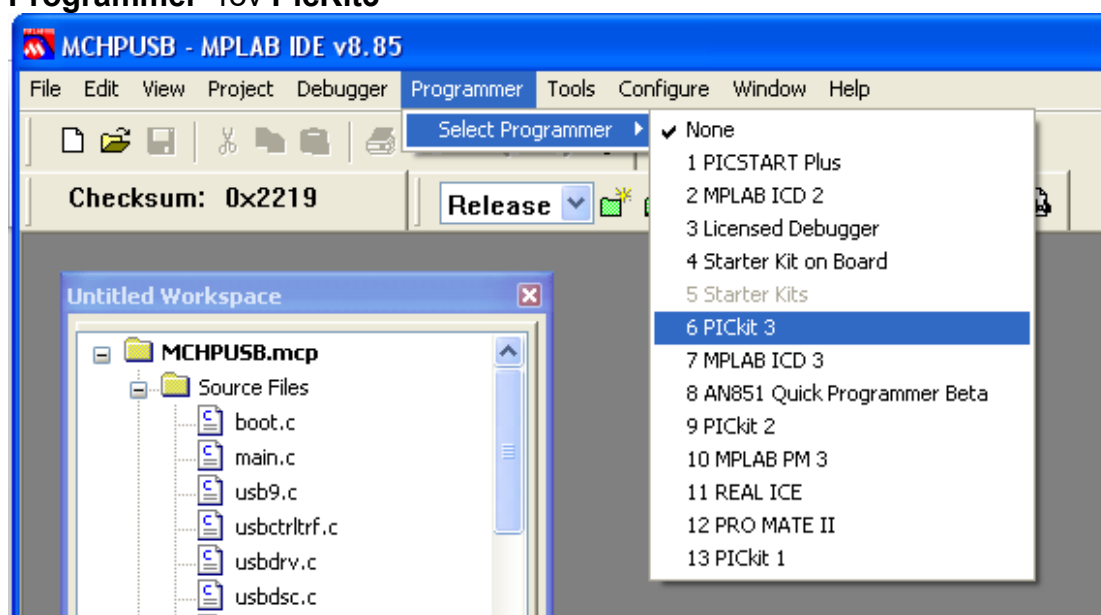 MCHPUSB - MPLAB IDE v8.85
File Edit View Project Debugger Programmer Tools Configure Window Help
Select Programmer
None
1 PICSTART Plus
2 MPLAB ICD 2
3 Licensed Debugger
4 Starter Kit on Board
5 Starter Kits
6 PICkit 3
7 MPLAB ICD 3
8 AN851 Quick Programmer Beta
9 PICkit 2
10 MPLAB PM 3
11 REAL ICE
12 PRO MATE II
13 PICkit 1
Checksum: 0x2219
Release
Untitled Workspace
MCHPUSB.mcp
Source Files
boot.c
main.c
usb9.c
usbctrltrf.c
usbdrv.c
usbdsc.c